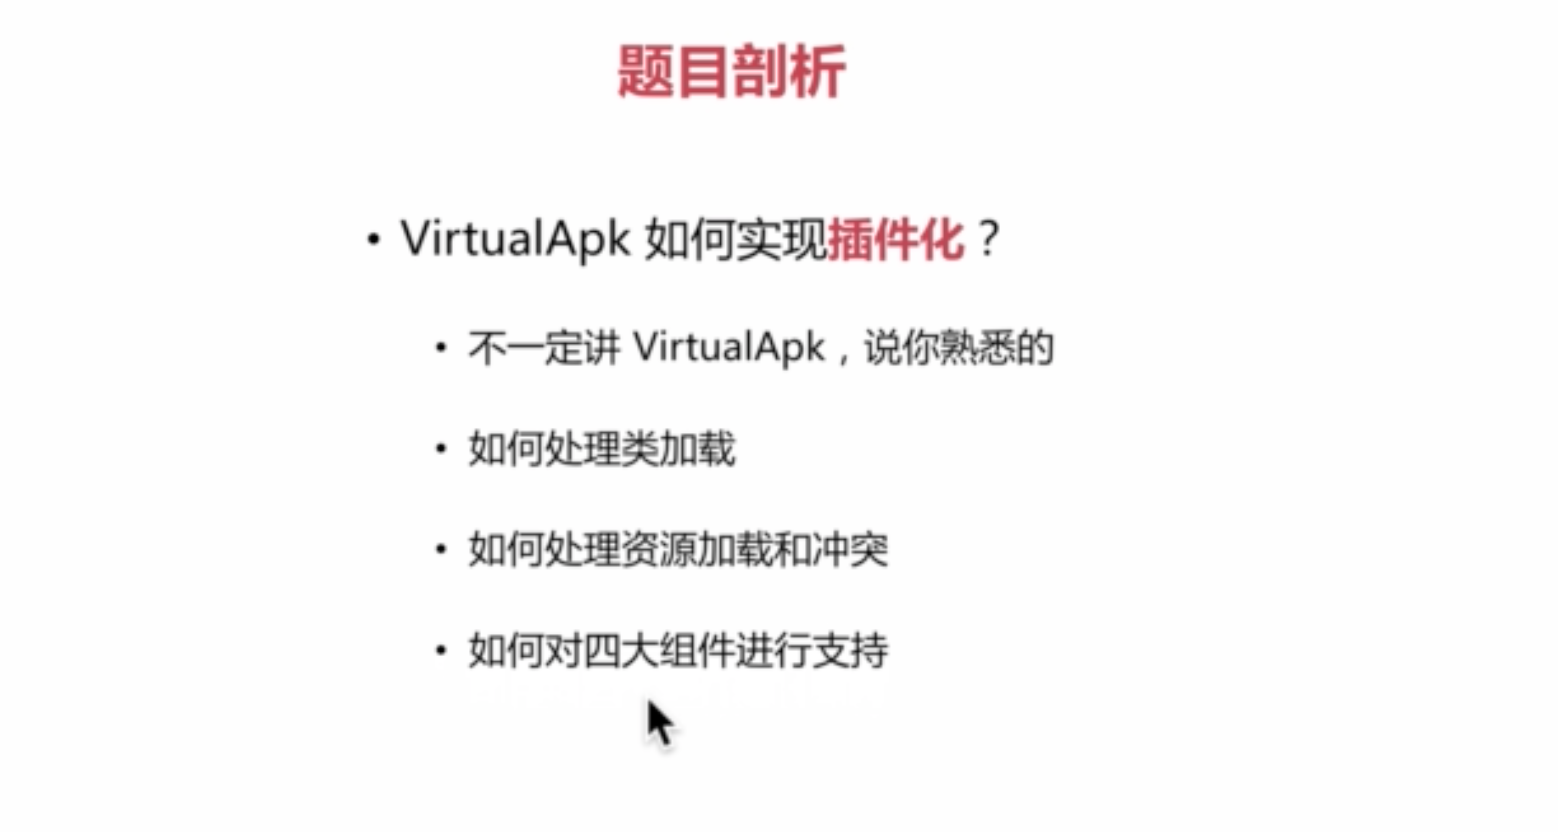 题目剖析
• VirtualApk 如何实现插件化？
• 不一定讲 VirtualApk，说你熟悉的
• 如何处理类加载
• 如何处理资源加载和冲突
• 如何对四大组件进行支持